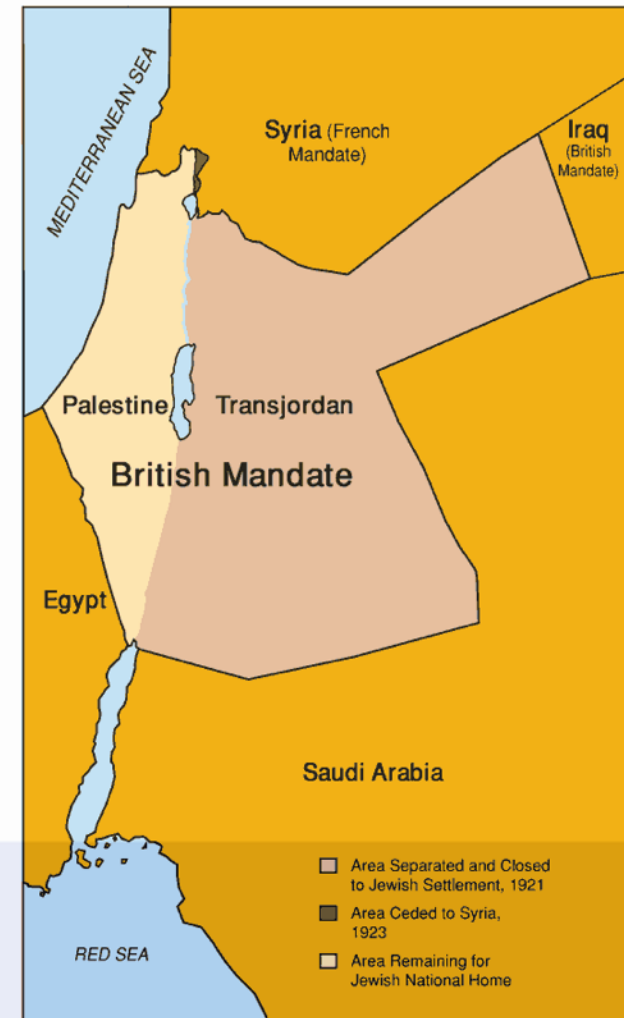 MEDITERRANEAN SEA
Syria (French
Mandate)
Iraq
(British
Mandate)
Palestine
Transjordan
British Mandate
Egypt
Saudi Arabia
Area Separated and Closed
to Jewish Settlement, 1921
Area Ceded to Syria,
1923
Area Remaining for
Jewish National Home
RED SEA